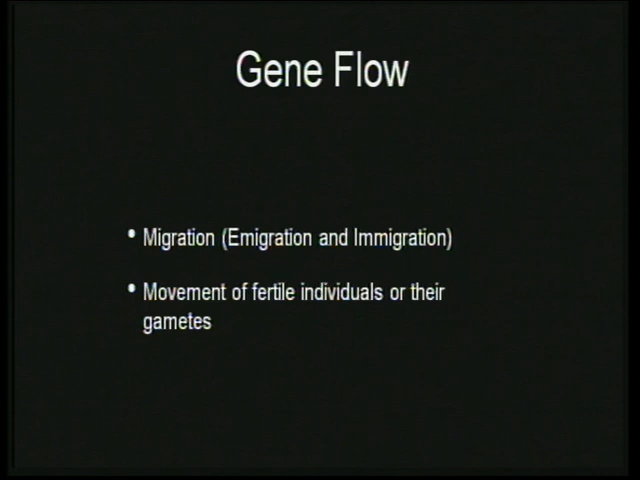 Gene Flow
• Migration (Emigration and Immigration)
• Movement of fertile individuals or their
gametes